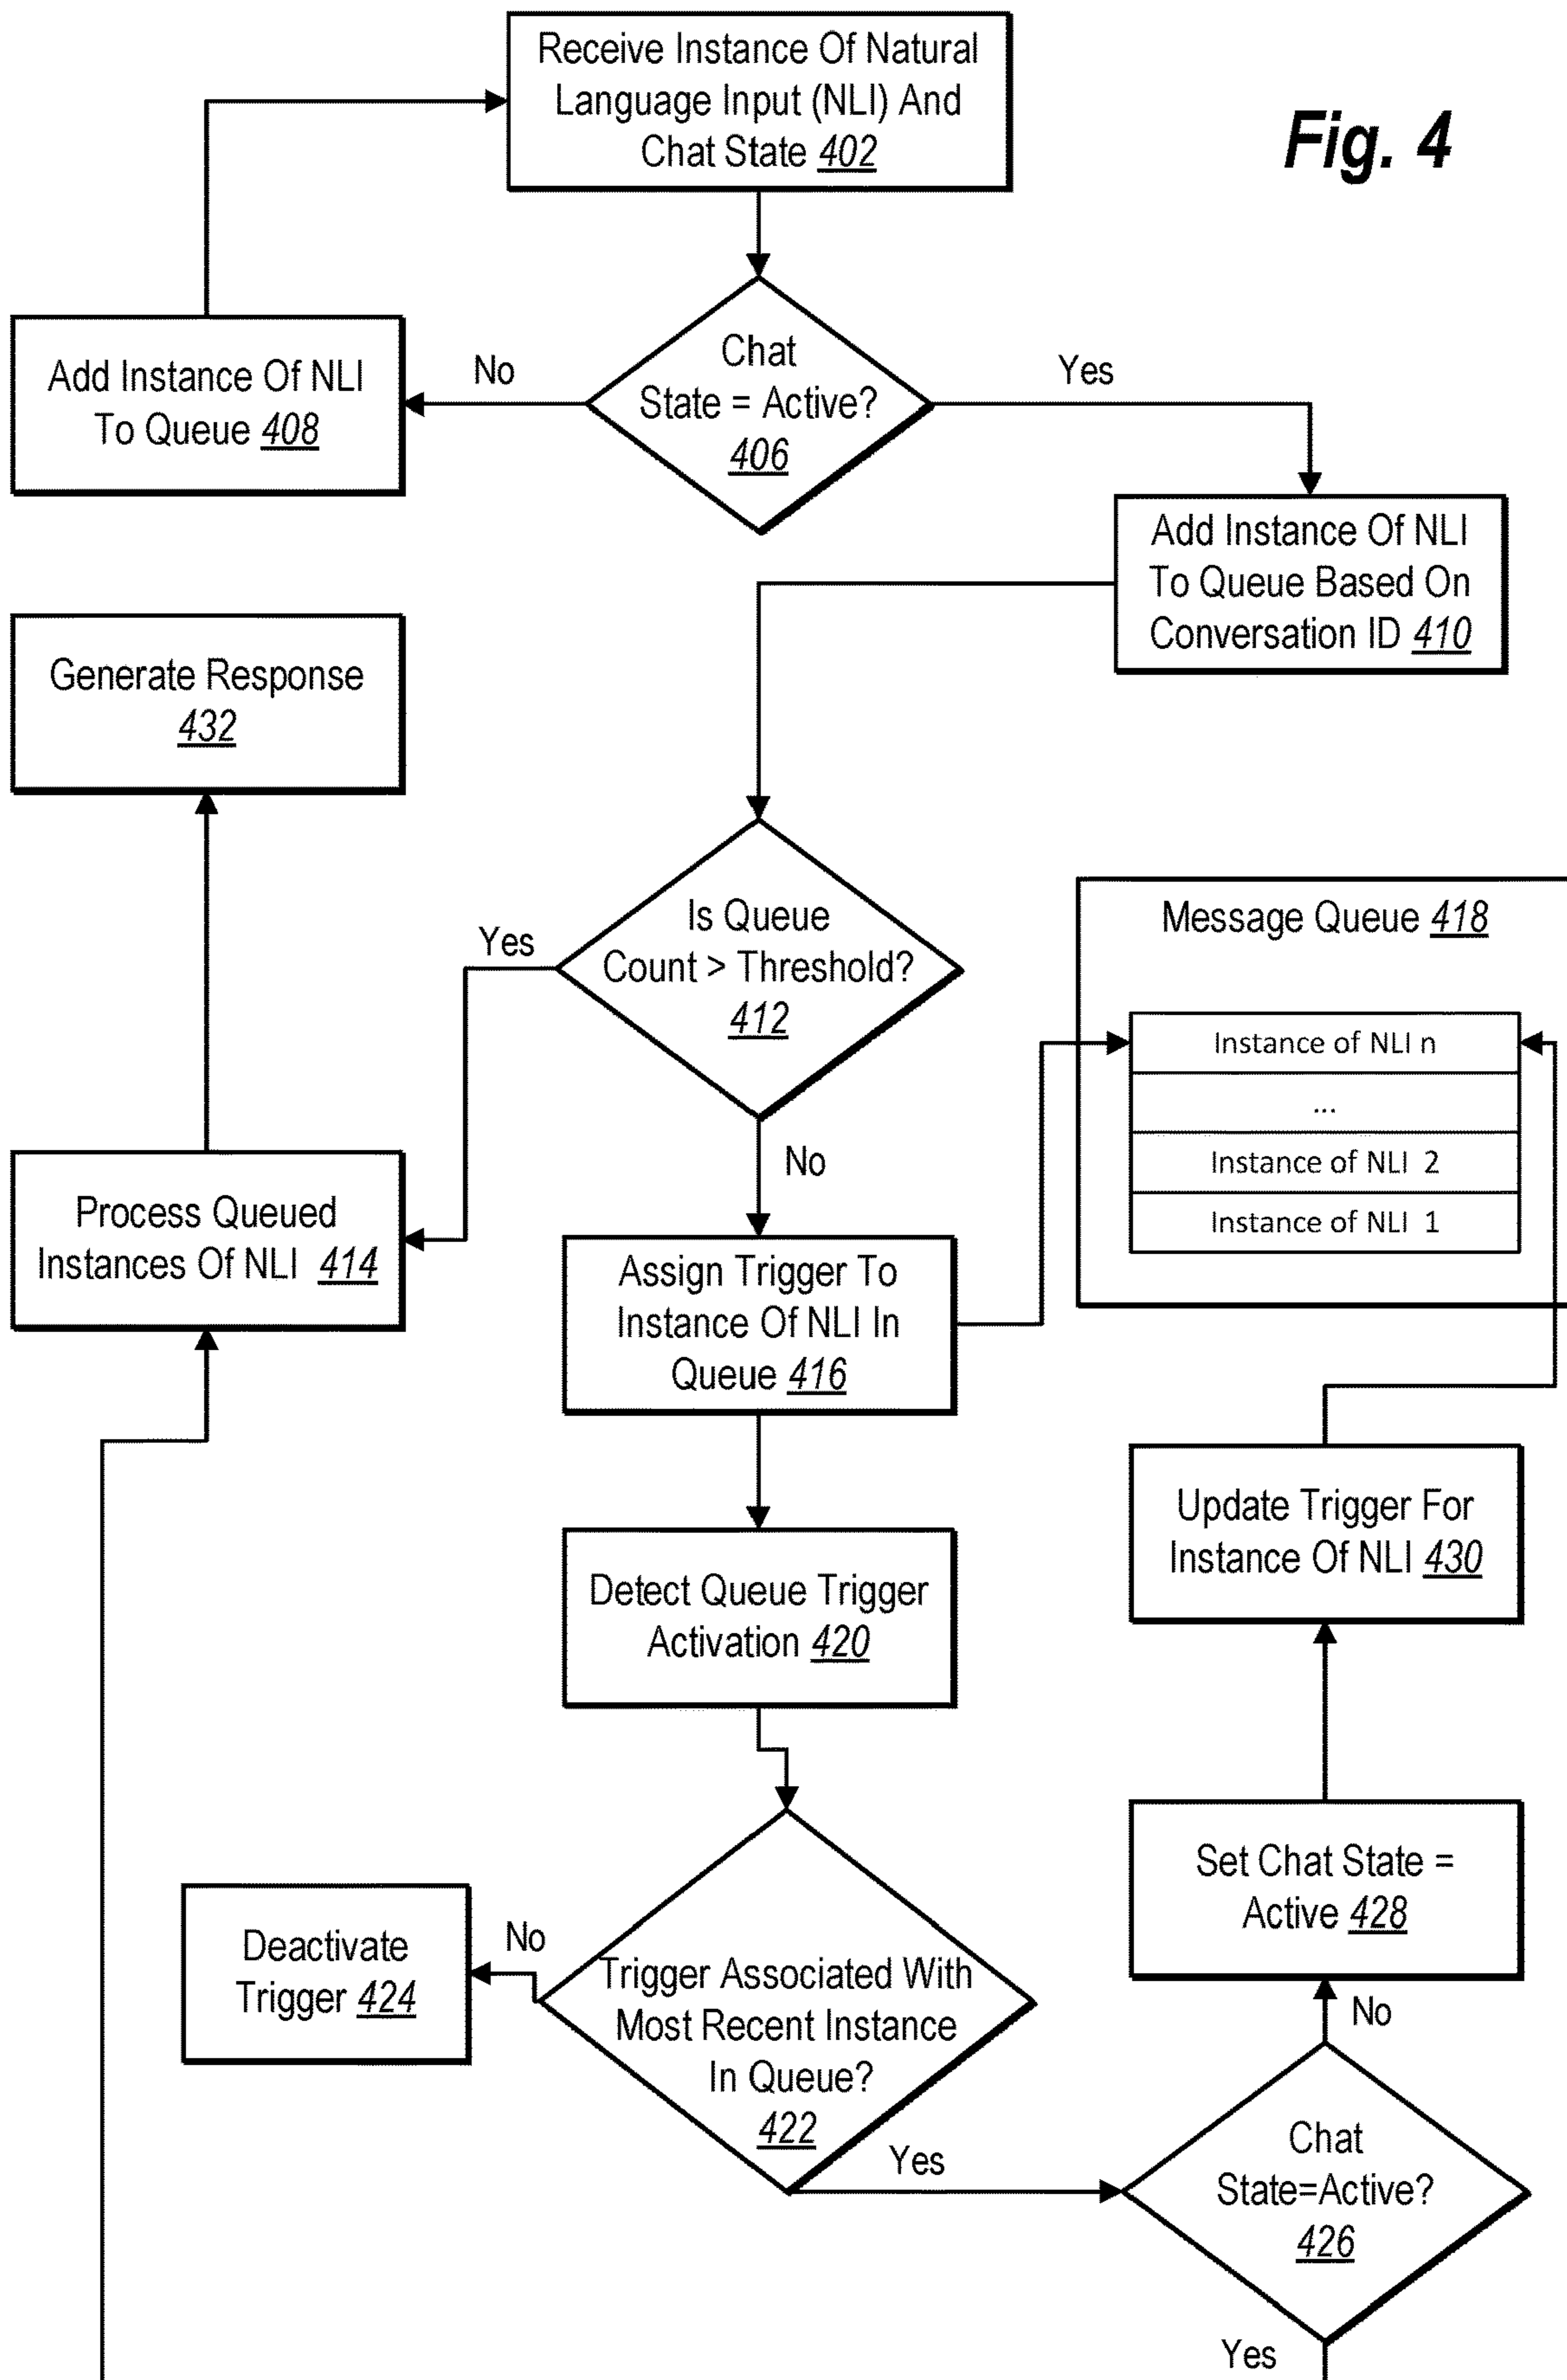 Receive Instance Of Natural
Language Input (NLI) And
Chat State 402
Fig. 4
Chat
State = Active?
406
No
Yes
Add Instance Of NLI
To Queue 408
Add Instance Of NLI
To Queue Based On
Conversation ID 410
Generate Response
432
Is Queue
Count > Threshold?
412
Yes
No
Message Queue 418
Instance of NLI n
...
Instance of NLI 2
Instance of NLI 1
Process Queued
Instances Of NLI 414
Assign Trigger To
Instance Of NLI In
Queue 416
Detect Queue Trigger
Activation 420
Update Trigger For
Instance Of NLI 430
Set Chat State =
Active 428
Deactivate
Trigger 424
No
Trigger Associated With
Most Recent Instance
In Queue?
422
Yes
No
Chat
State=Active?
426
Yes